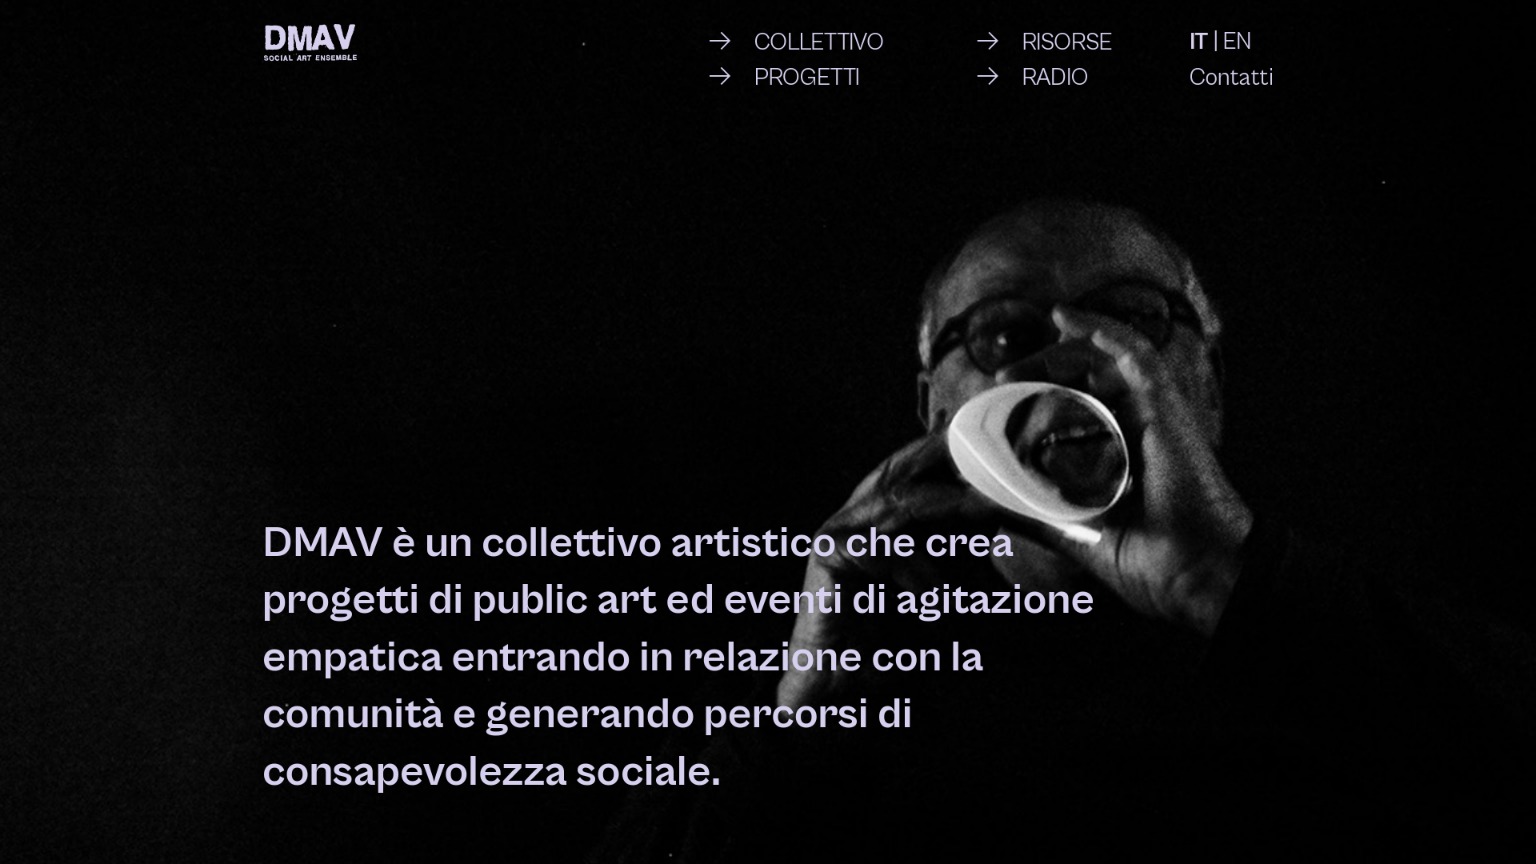 DMAV
SOCIAL ART ENSEMBLE
→ COLLETTIVO
→ PROGETTI
→ RISORSE
→ RADIO
IT | EN
Contatti
DMAV è un collettivo artistico che crea
progetti di public art ed eventi di agitazione
empatica entrando in relazione con la
comunità e generando percorsi di
consapevolezza sociale.